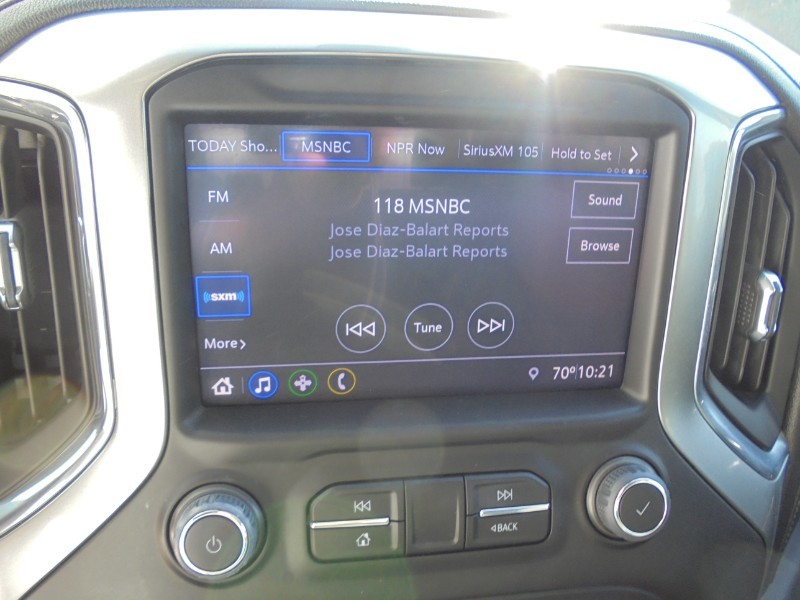 TODAY Sho... MSNBC NPR Now SiriusXM 105 Hold to Set
FM
118 MSNBC
Sound
Jose Diaz-Balart Reports
AM
Jose Diaz-Balart Reports
Browse
sxm
More
Tune
70° 10:21
BACK